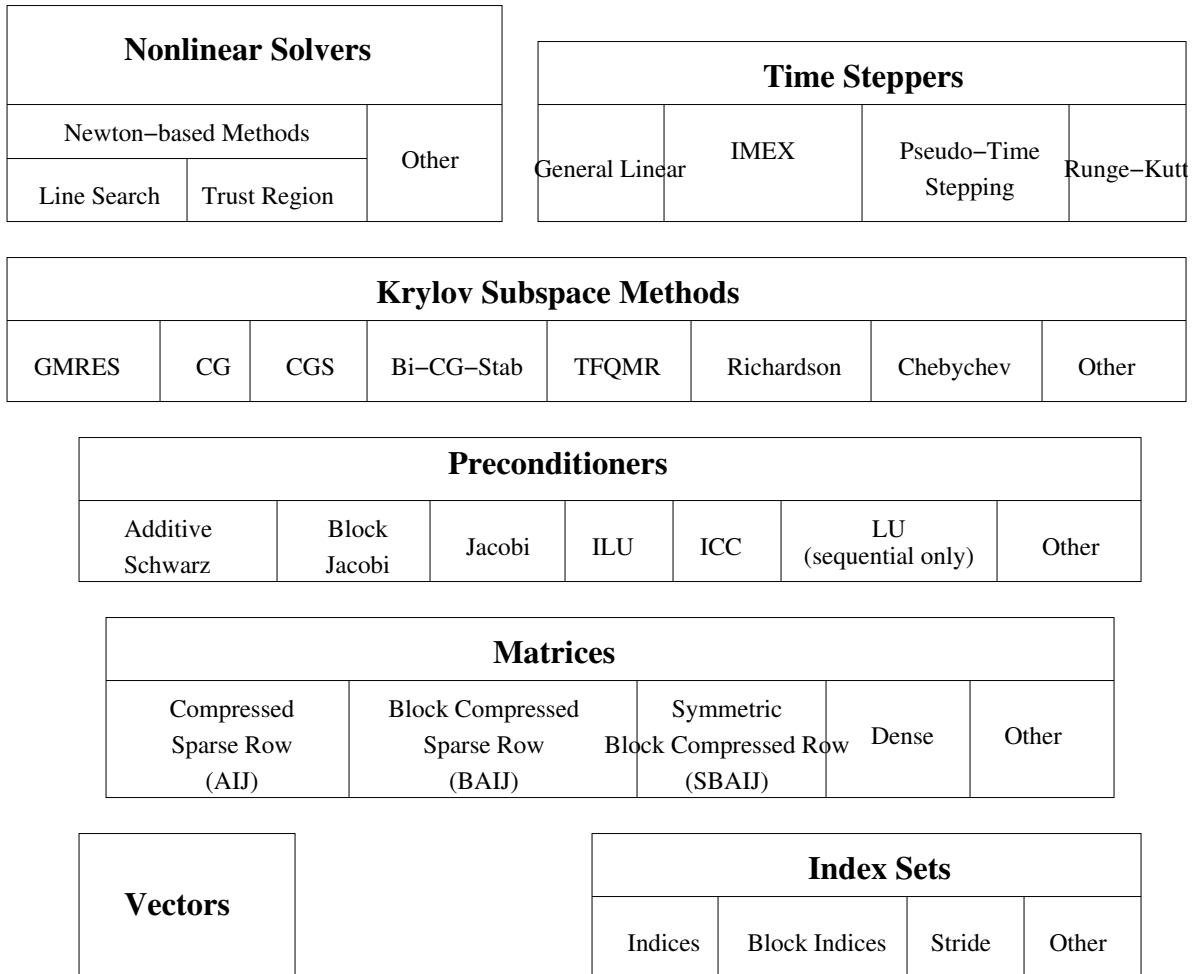 Nonlinear Solvers
Newton−based Methods
Other
Line Search
Trust Region
Time Steppers
General Linear
IMEX
Pseudo−Time
Stepping
Runge−Kutt
Krylov Subspace Methods
GMRES
CG
CGS
Bi−CG−Stab
TFQMR
Richardson
Chebychev
Other
Preconditioners
Additive
Schwarz
Block
Jacobi
Jacobi
ILU
ICC
LU
(sequential only)
Other
Matrices
Compressed
Sparse Row
(AIJ)
Block Compressed
Sparse Row
(BAIJ)
Symmetric
Block Compressed Row
(SBAIJ)
Dense
Other
Vectors
Index Sets
Indices
Block Indices
Stride
Other